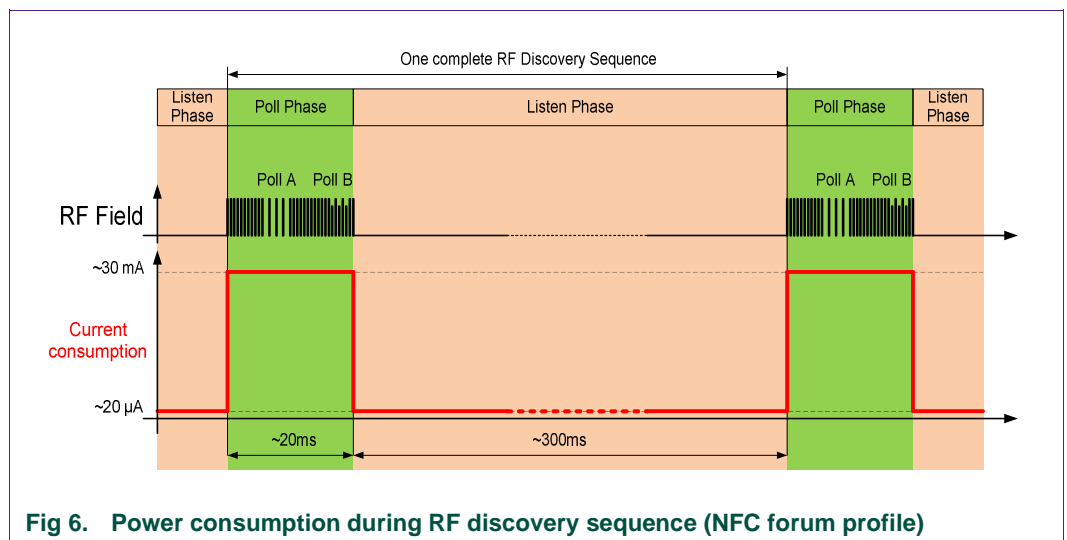 One complete RF Discovery Sequence
Listen
Phase
Poll Phase
Listen Phase
Poll Phase
Listen
Phase
Poll A
Poll B
Poll A
Poll B
RF Field
~30 mA
Current
consumption
~20 µA
~20ms
~300ms
Fig 6. Power consumption during RF discovery sequence (NFC forum profile)